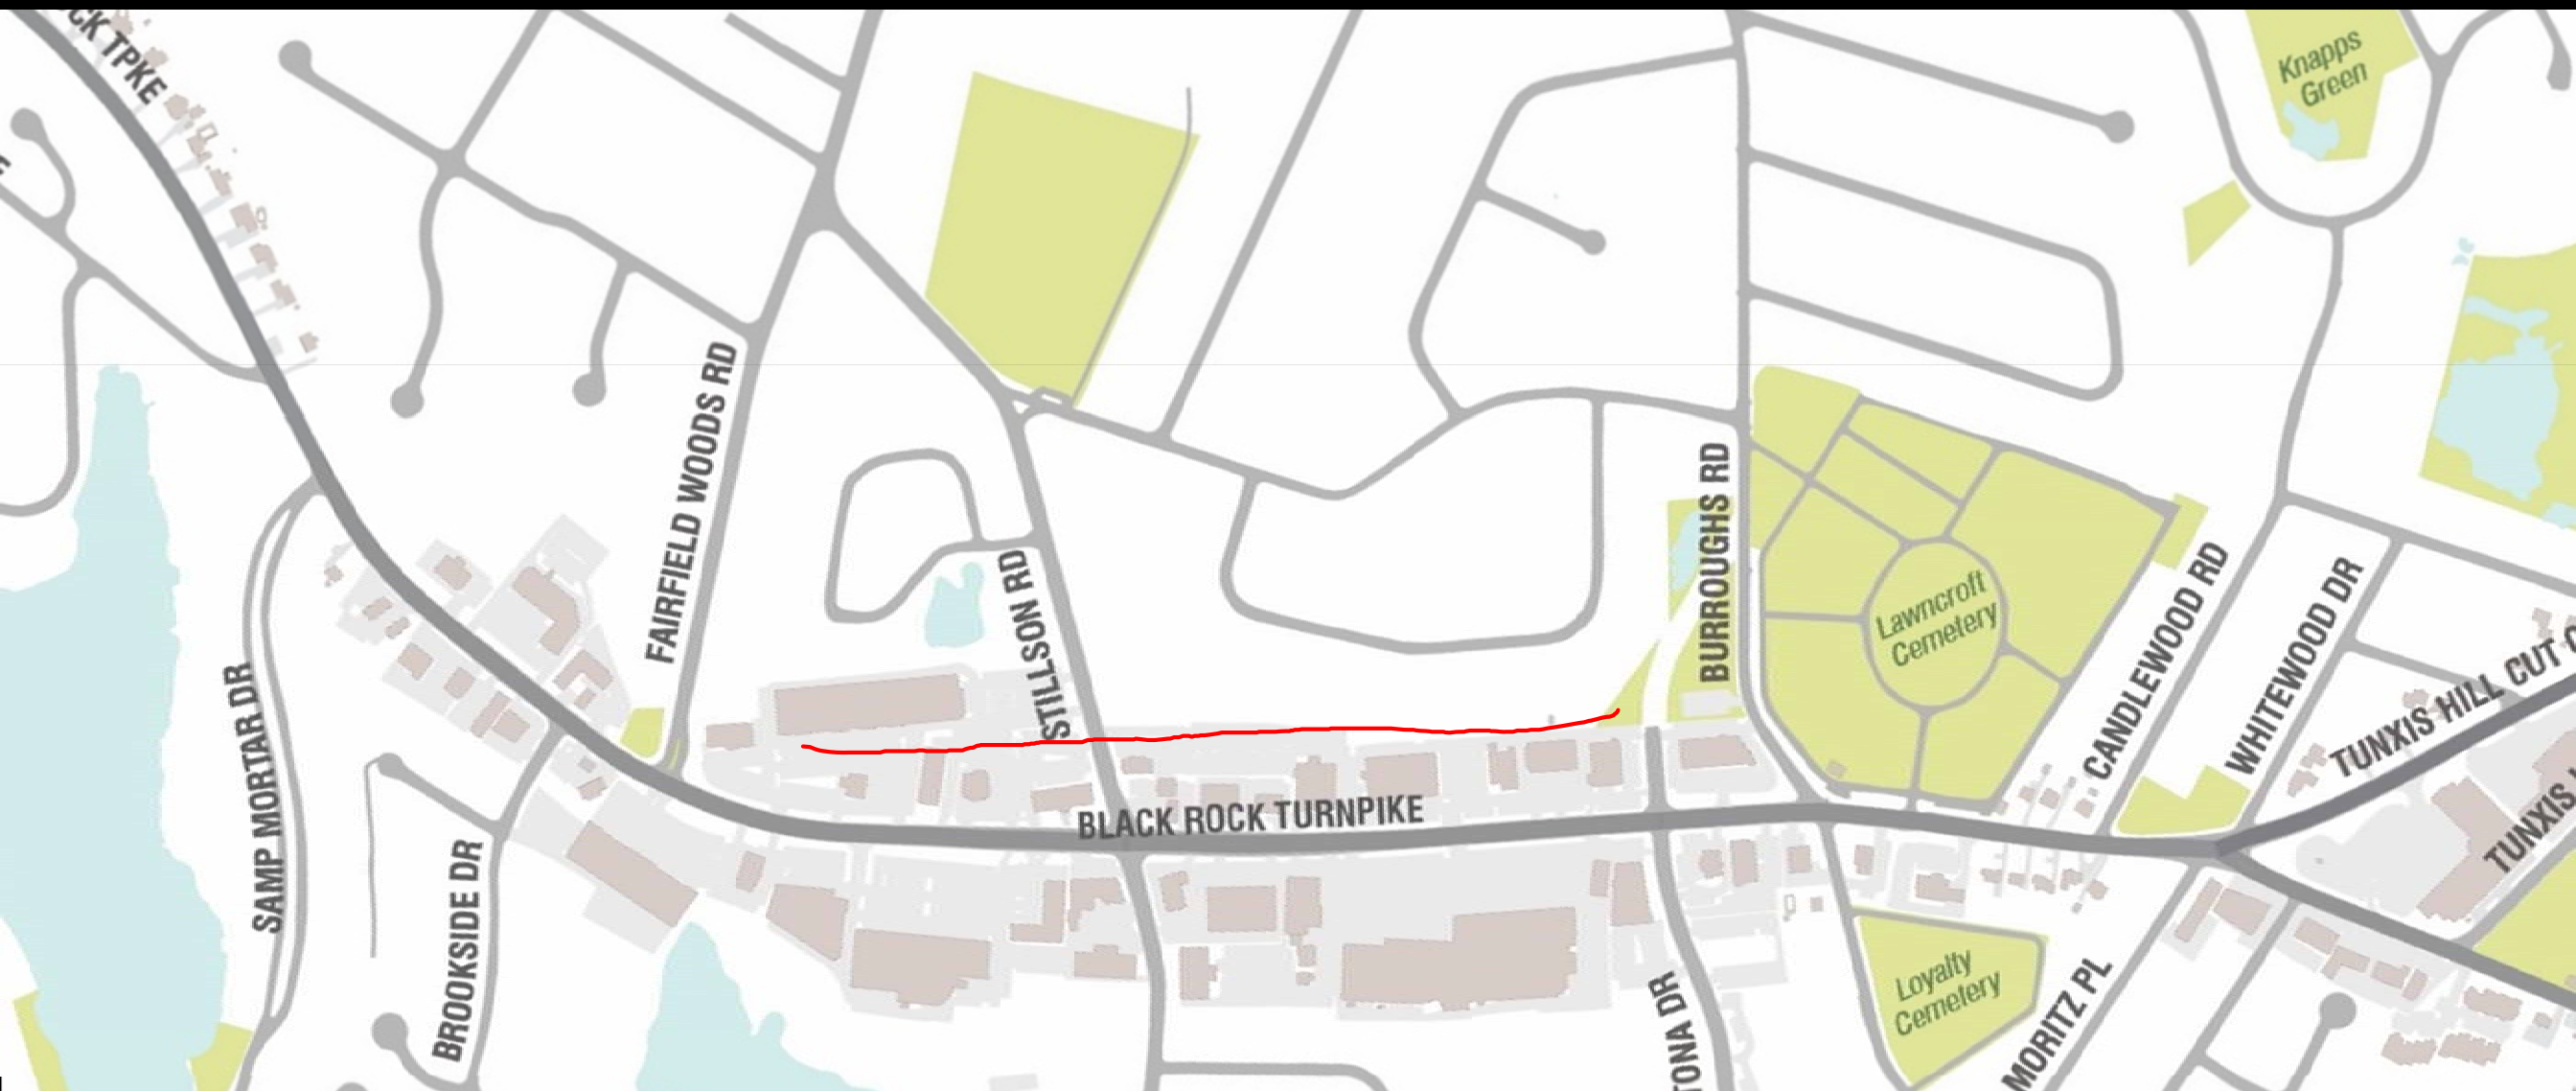 CK TPKE
Knapps
Green
FAIRFIELD WOODS RD
BURROUGHS RD
STILLSON RD
Lawncroft
Cemetery
CANDLEWOOD RD
WHITEWOOD DR
TUNXIS HILL CUT
TUNXIS
SAMP MORTAR DR
BLACK ROCK TURNPIKE
BROOKSIDE DR
Loyalty
Cemetery
TONA DR
MORITZ PL